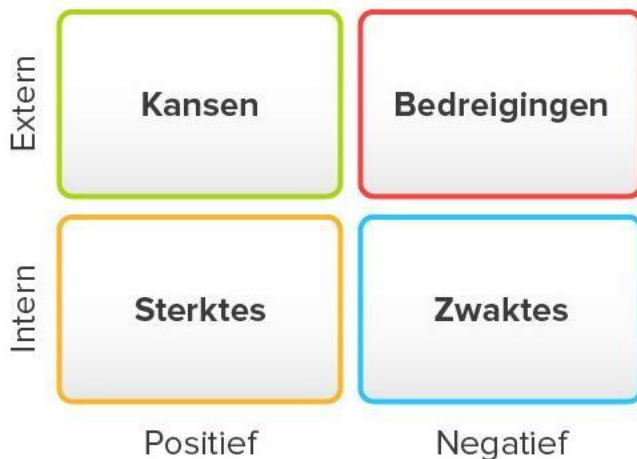 Extern
Kansen
Bedreigingen
Intern
Sterktes
Zwaktes
Positief
Negatief